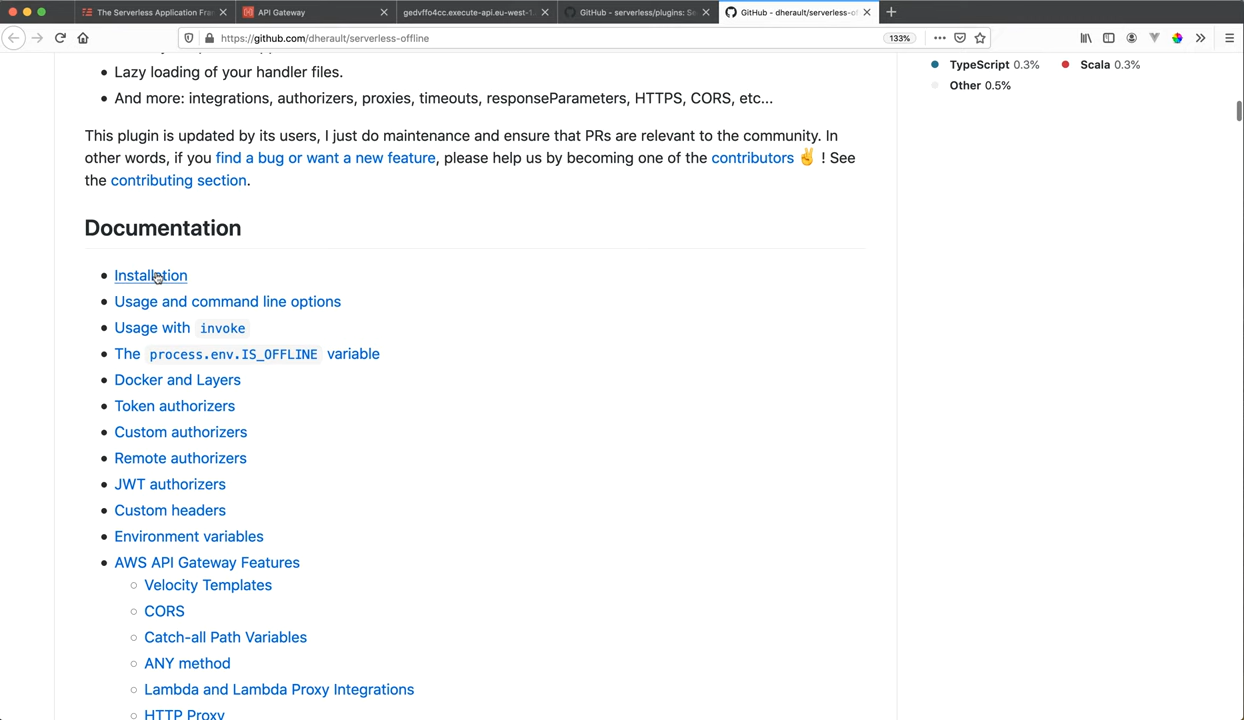 The Serverless Application Fra
API Gateway
gedvffo4cc.execute-api.eu-west-1
GitHub - serverless/plugins: Se
GitHub - dherault/serverless-of
https://github.com/dherault/serverless-offline
133%
Lazy loading of your handler files.
And more: integrations, authorizers, proxies, timeouts, responseParameters, HTTPS, CORS, etc...
This plugin is updated by its users, I just do maintenance and ensure that PRs are relevant to the community. In
other words, if you find a bug or want a new feature, please help us by becoming one of the contributors ✌️ ! See
the contributing section.
Documentation
Installation
Usage and command line options
Usage with invoke
The process.env.IS_OFFLINE variable
Docker and Layers
Token authorizers
Custom authorizers
Remote authorizers
JWT authorizers
Custom headers
Environment variables
AWS API Gateway Features
Velocity Templates
CORS
Catch-all Path Variables
ANY method
Lambda and Lambda Proxy Integrations
HTTP Proxy
TypeScript 0.3%
Scala 0.3%
Other 0.5%